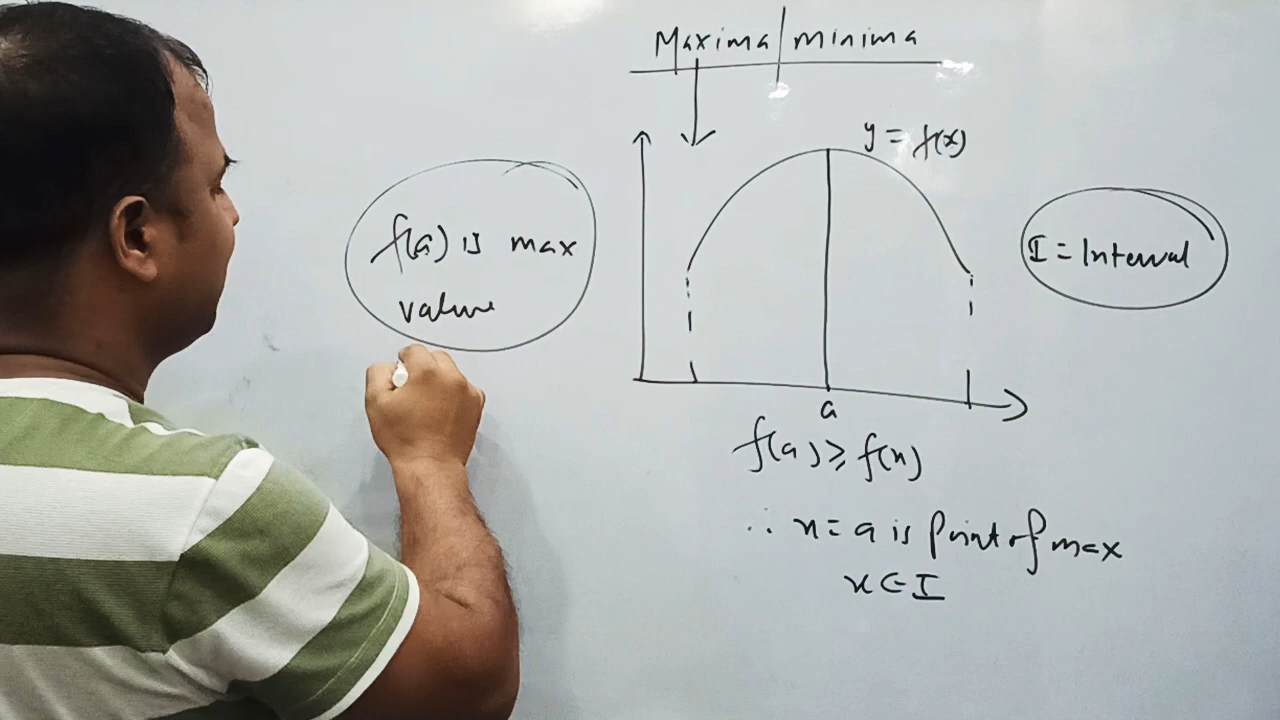 Maxima | minima
y = f(x)
f(a) is max
value
I = Interval
a
f(a) ⩾ f(x)
∴ x = a is point of max
x ∈ I